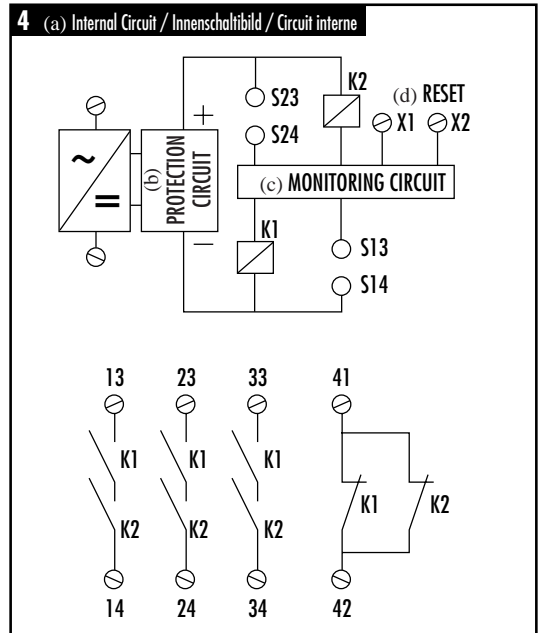 4 (a) Internal Circuit / Innenschaltibild / Circuit interne
K2
(d) RESET
S23
X1 X2
S24
+
(b) PROTECTION
CIRCUIT
~
=
(c) MONITORING CIRCUIT
–
K1
S13
S14
13 23 33 41
K1 K1 K1
K1 K2
K2 K2 K2
14 24 34 42